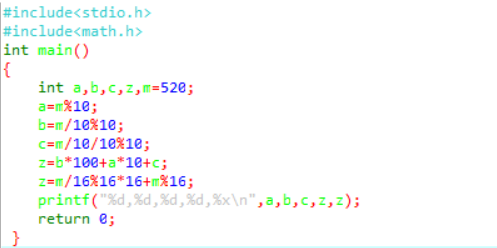 #include<stdio.h>
#include<math.h>
int main()
{
int a,b,c,z,m=520;
a=m%10;
b=m/10%10;
c=m/10/10%10;
z=b*100+a*10+c;
z=m/16%16*16+m%16;
printf("%d,%d,%d,%d,%x\n",a,b,c,z,z);
return 0;
}